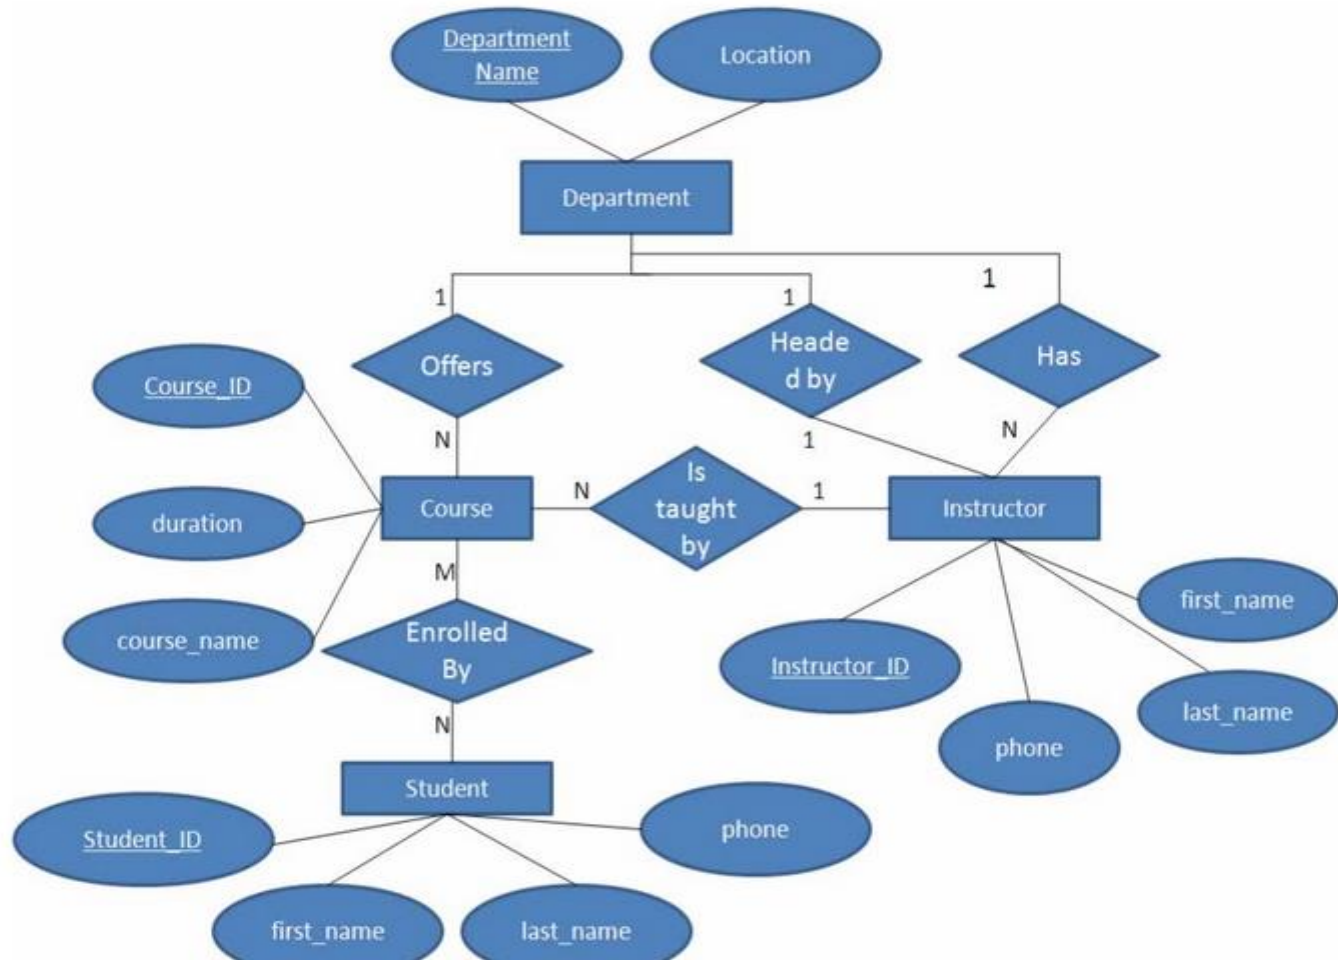 Department
Name
Location
Department
1
1
1
Offers
Heade
d by
Has
Course_ID
N
1
N
duration
Course
N
Is
taught
by
1
Instructor
M
course_name
Enrolled
By
first_name
Instructor_ID
last_name
N
phone
Student
Student_ID
phone
first_name
last_name